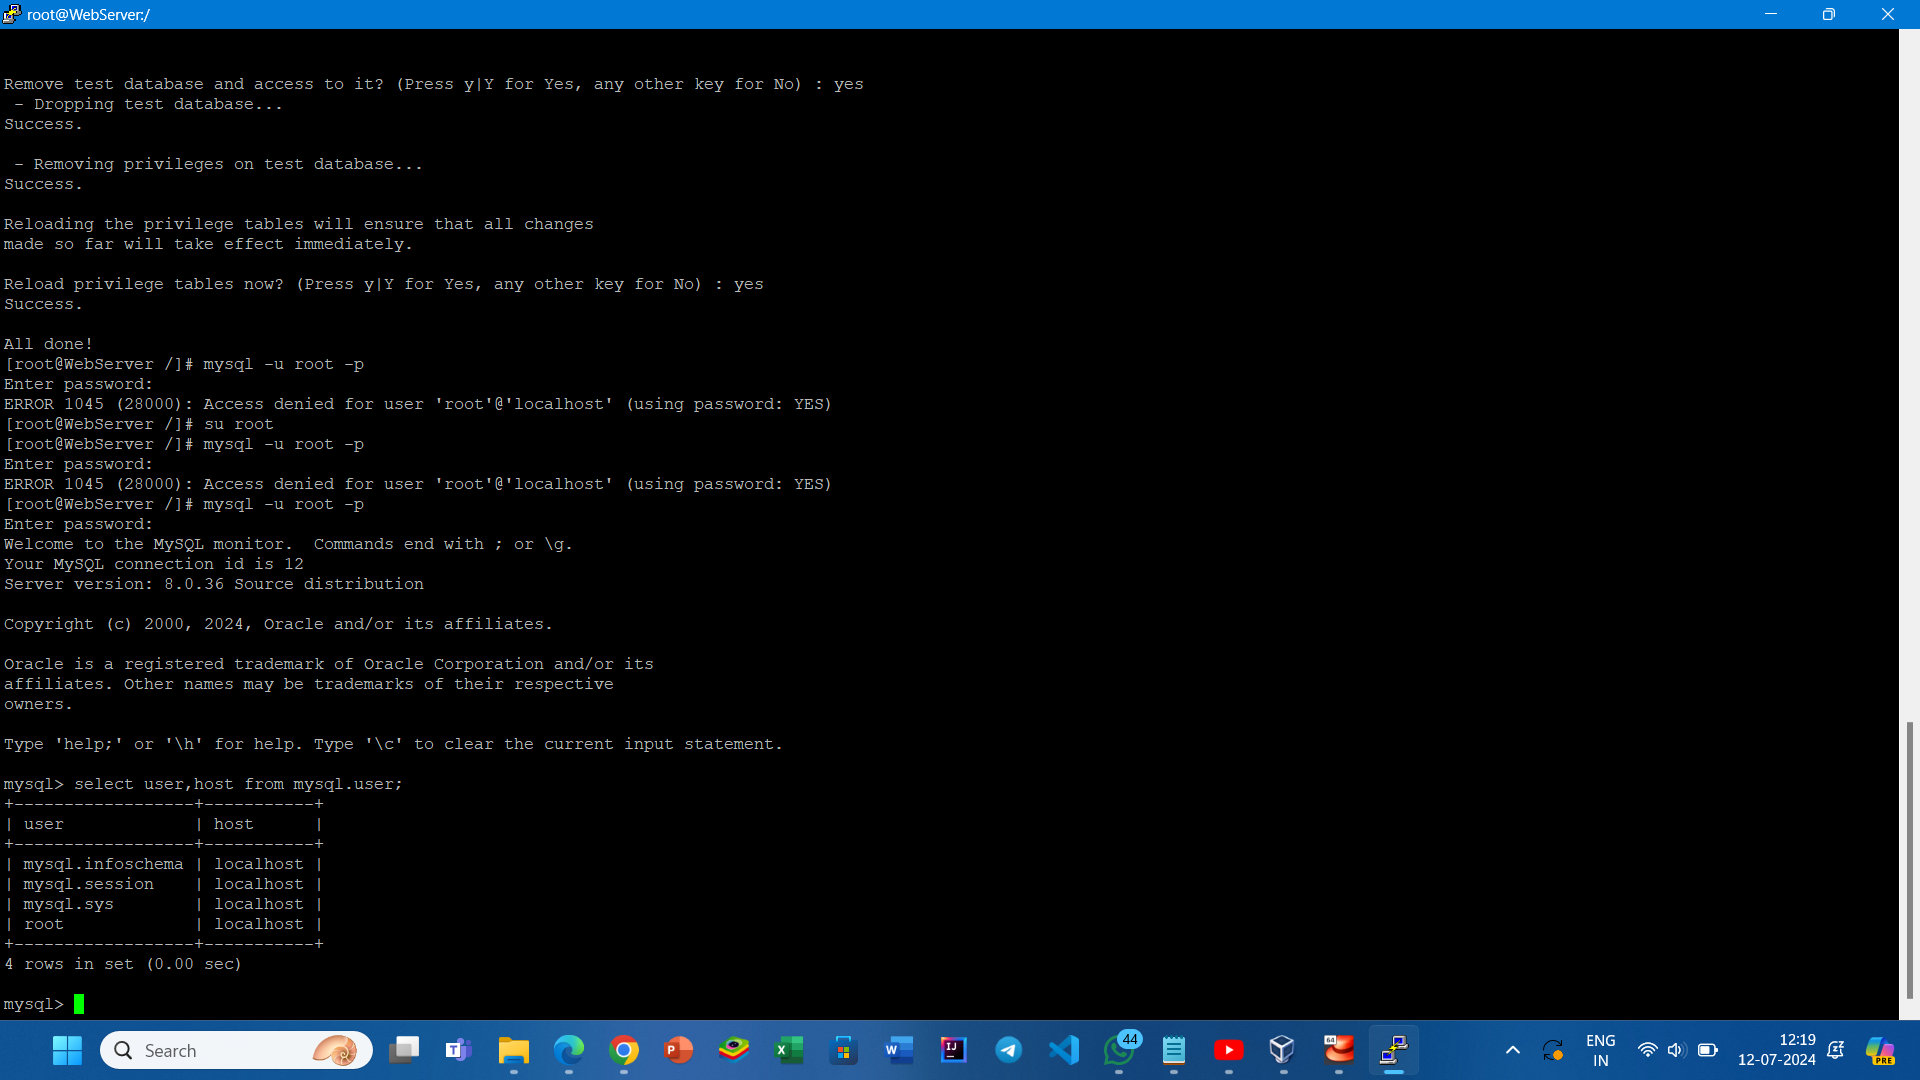 root@WebServer:/
Remove test database and access to it? (Press y|Y for Yes, any other key for No) : yes
 - Dropping test database...
Success.
 - Removing privileges on test database...
Success.
Reloading the privilege tables will ensure that all changes
made so far will take effect immediately.
Reload privilege tables now? (Press y|Y for Yes, any other key for No) : yes
Success.
All done!
[root@WebServer /]# mysql -u root -p
Enter password:
ERROR 1045 (28000): Access denied for user 'root'@'localhost' (using password: YES)
[root@WebServer /]# su root
[root@WebServer /]# mysql -u root -p
Enter password:
ERROR 1045 (28000): Access denied for user 'root'@'localhost' (using password: YES)
[root@WebServer /]# mysql -u root -p
Enter password:
Welcome to the MySQL monitor.  Commands end with ; or \g.
Your MySQL connection id is 12
Server version: 8.0.36 Source distribution
Copyright (c) 2000, 2024, Oracle and/or its affiliates.
Oracle is a registered trademark of Oracle Corporation and/or its
affiliates. Other names may be trademarks of their respective
owners.
Type 'help;' or '\h' for help. Type '\c' to clear the current input statement.
mysql> select user,host from mysql.user;
+------------------+-----------+
| user             | host      |
+------------------+-----------+
| mysql.infoschema | localhost |
| mysql.session    | localhost |
| mysql.sys        | localhost |
| root             | localhost |
+------------------+-----------+
4 rows in set (0.00 sec)
mysql>
Search
44
64
ENG
IN
12:19
12-07-2024
PRE